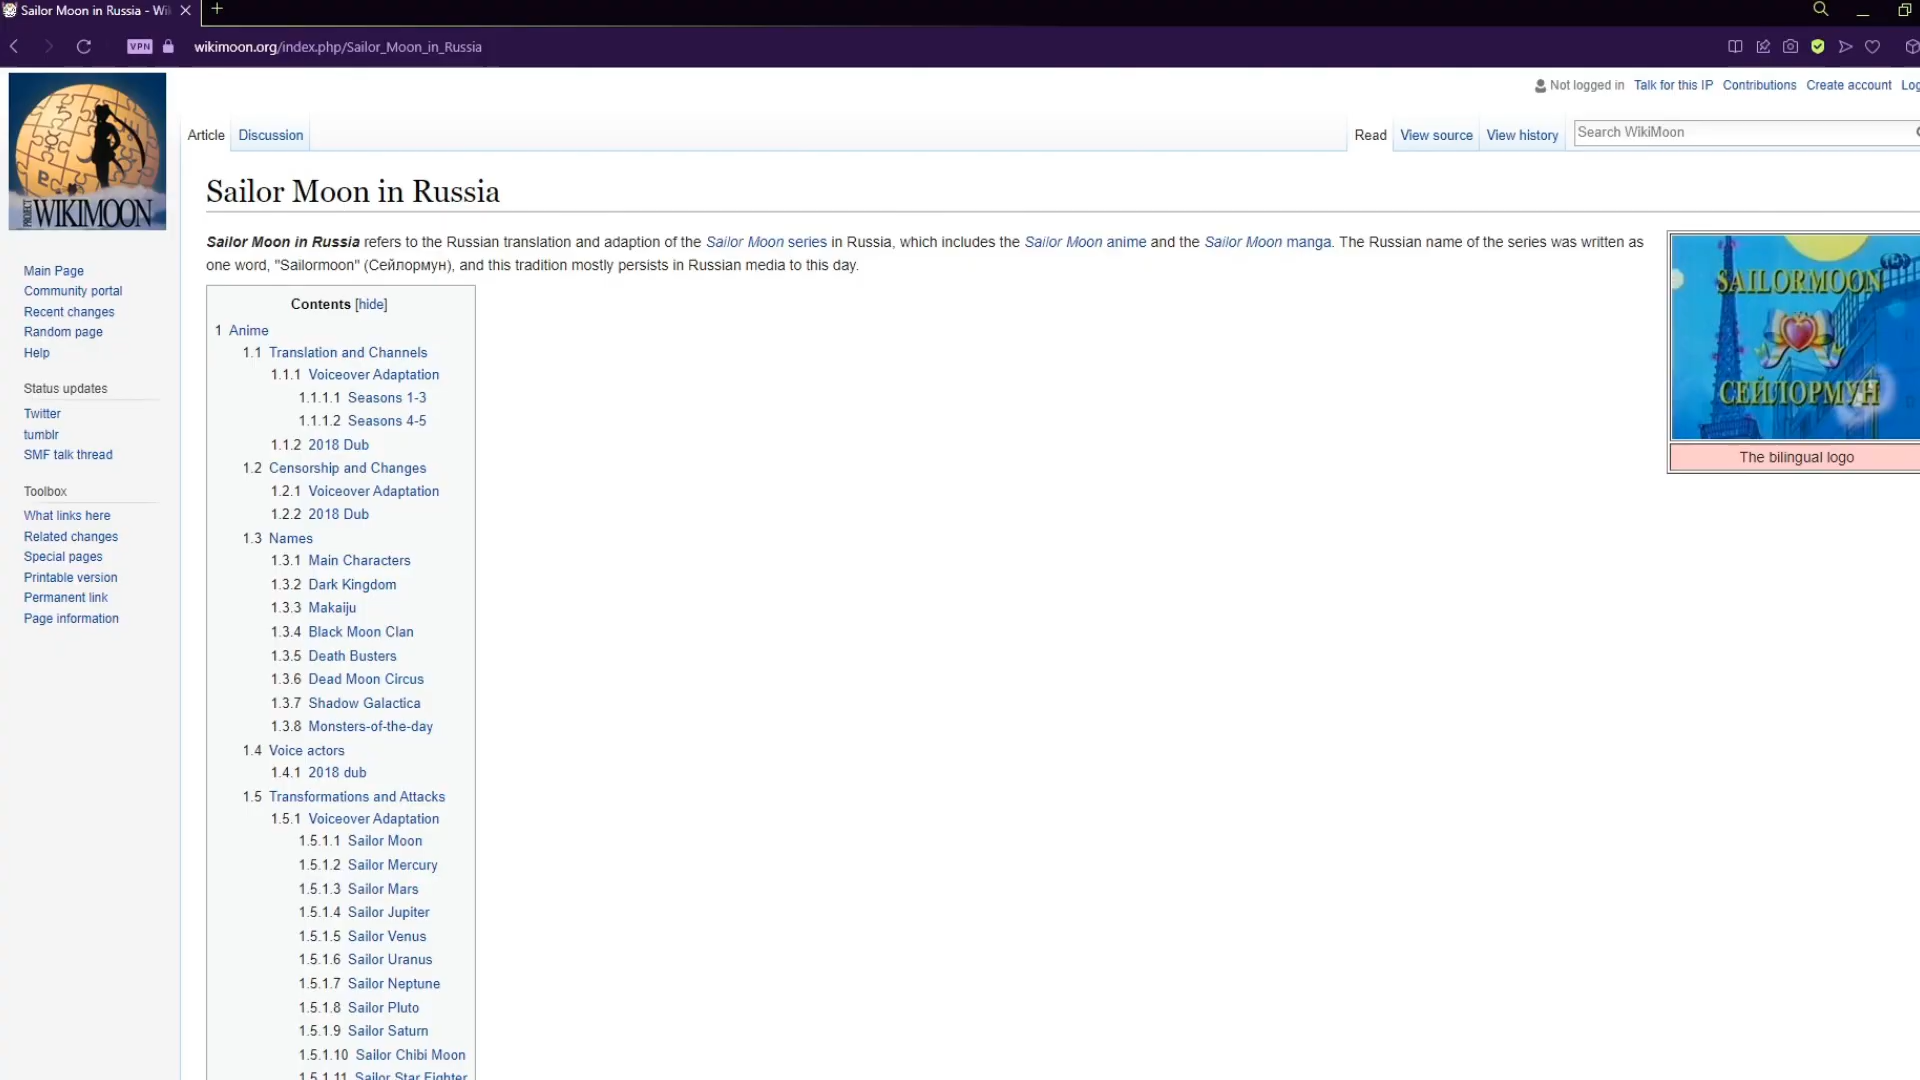 Sailor Moon in Russia - Wi
VPN
wikimoon.org/index.php/Sailor_Moon_in_Russia
Not logged in Talk for this IP Contributions Create account Log
PROJECT
WIKIMOON
Article Discussion
Read View source View history
Search WikiMoon
Main Page
Community portal
Recent changes
Random page
Help
Status updates
Twitter
tumblr
SMF talk thread
Toolbox
What links here
Related changes
Special pages
Printable version
Permanent link
Page information
Sailor Moon in Russia
Sailor Moon in Russia refers to the Russian translation and adaption of the Sailor Moon series in Russia, which includes the Sailor Moon anime and the Sailor Moon manga. The Russian name of the series was written as
one word, "Sailormoon" (Сейлормун), and this tradition mostly persists in Russian media to this day.
SAILORMOON
СЕЙЛОРМУН
The bilingual logo
Contents [hide]
1 Anime
1.1 Translation and Channels
1.1.1 Voiceover Adaptation
1.1.1.1 Seasons 1-3
1.1.1.2 Seasons 4-5
1.1.2 2018 Dub
1.2 Censorship and Changes
1.2.1 Voiceover Adaptation
1.2.2 2018 Dub
1.3 Names
1.3.1 Main Characters
1.3.2 Dark Kingdom
1.3.3 Makaiju
1.3.4 Black Moon Clan
1.3.5 Death Busters
1.3.6 Dead Moon Circus
1.3.7 Shadow Galactica
1.3.8 Monsters-of-the-day
1.4 Voice actors
1.4.1 2018 dub
1.5 Transformations and Attacks
1.5.1 Voiceover Adaptation
1.5.1.1 Sailor Moon
1.5.1.2 Sailor Mercury
1.5.1.3 Sailor Mars
1.5.1.4 Sailor Jupiter
1.5.1.5 Sailor Venus
1.5.1.6 Sailor Uranus
1.5.1.7 Sailor Neptune
1.5.1.8 Sailor Pluto
1.5.1.9 Sailor Saturn
1.5.1.10 Sailor Chibi Moon
1.5.1.11 Sailor Star Fighter